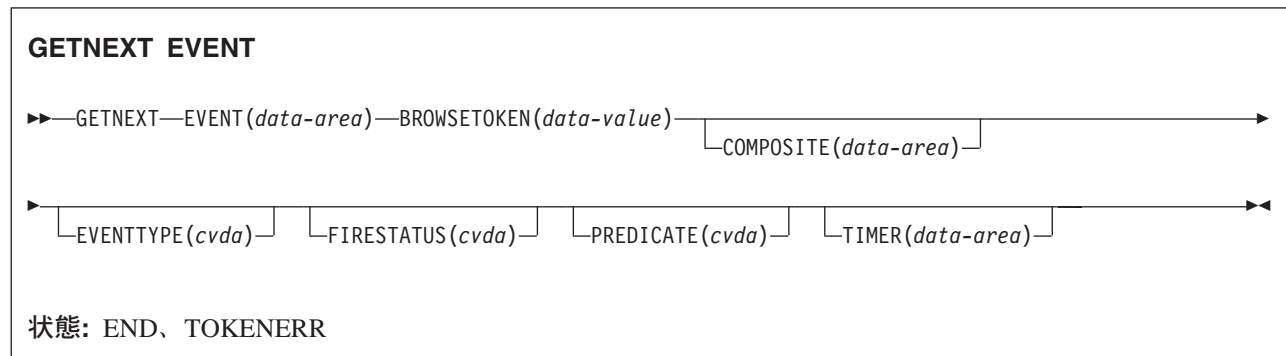 GETNEXT EVENT
GETNEXT EVENT(data-area) BROWSETOKEN(data-value)
COMPOSITE(data-area)
EVENTTYPE(cvda) FIRESTATUS(cvda) PREDICATE(cvda) TIMER(data-area)
状態: END、TOKENERR